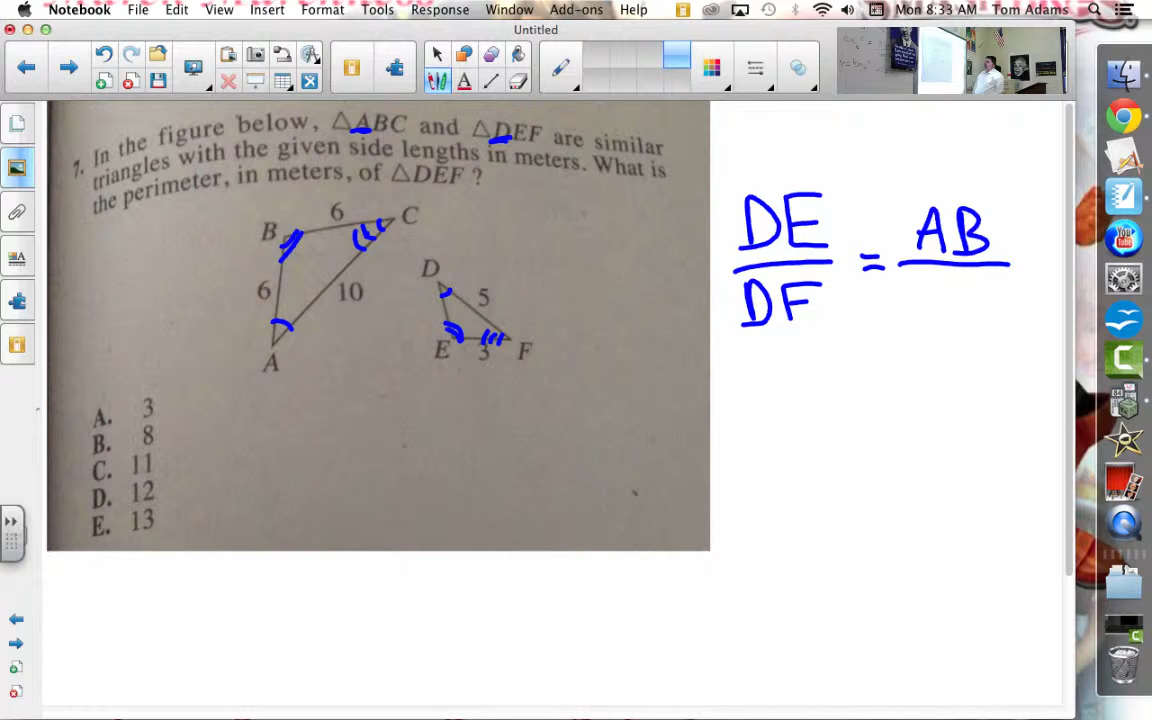 Notebook File Edit View Insert Format Tools Response Window Add-ons Help Mon 8:33 AM Tom Adams
Untitled
7. In the figure below, △ABC and △DEF are similar
triangles with the given side lengths in meters. What is
the perimeter, in meters, of △DEF ?
B 6 C
6 10
A
D 5
E 3 F
A. 3
B. 8
C. 11
D. 12
E. 13
DE = AB
DF
You
Tube